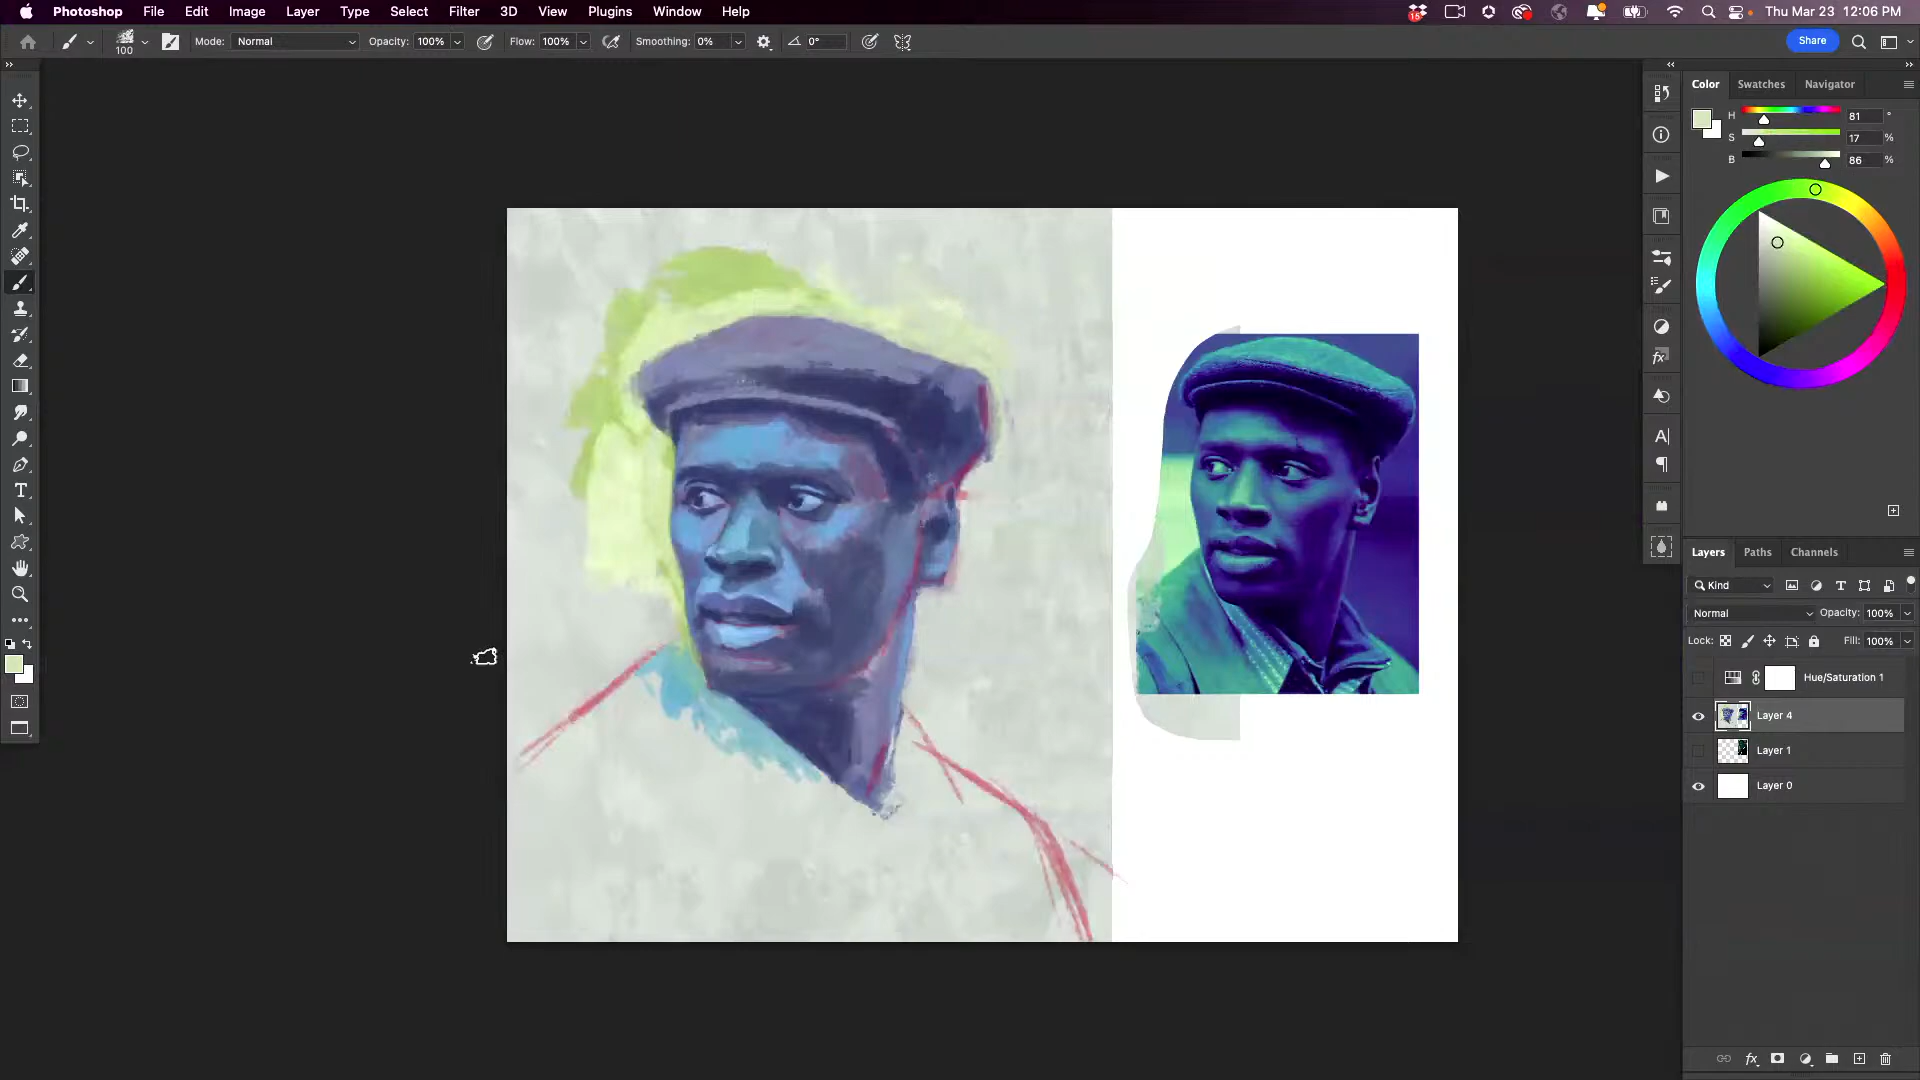 Photoshop File Edit Image Layer Type Select Filter 3D View Plugins Window Help 15 Thu Mar 23 12:06 PM
100 Mode: Normal Opacity: 100% Flow: 100% Smoothing: 0% 0° Share
Color Swatches Navigator
H 81 °
S 17 %
B 86 %
Layers Paths Channels
Kind
Normal Opacity: 100%
Lock: Fill: 100%
Hue/Saturation 1
Layer 4
Layer 1
Layer 0